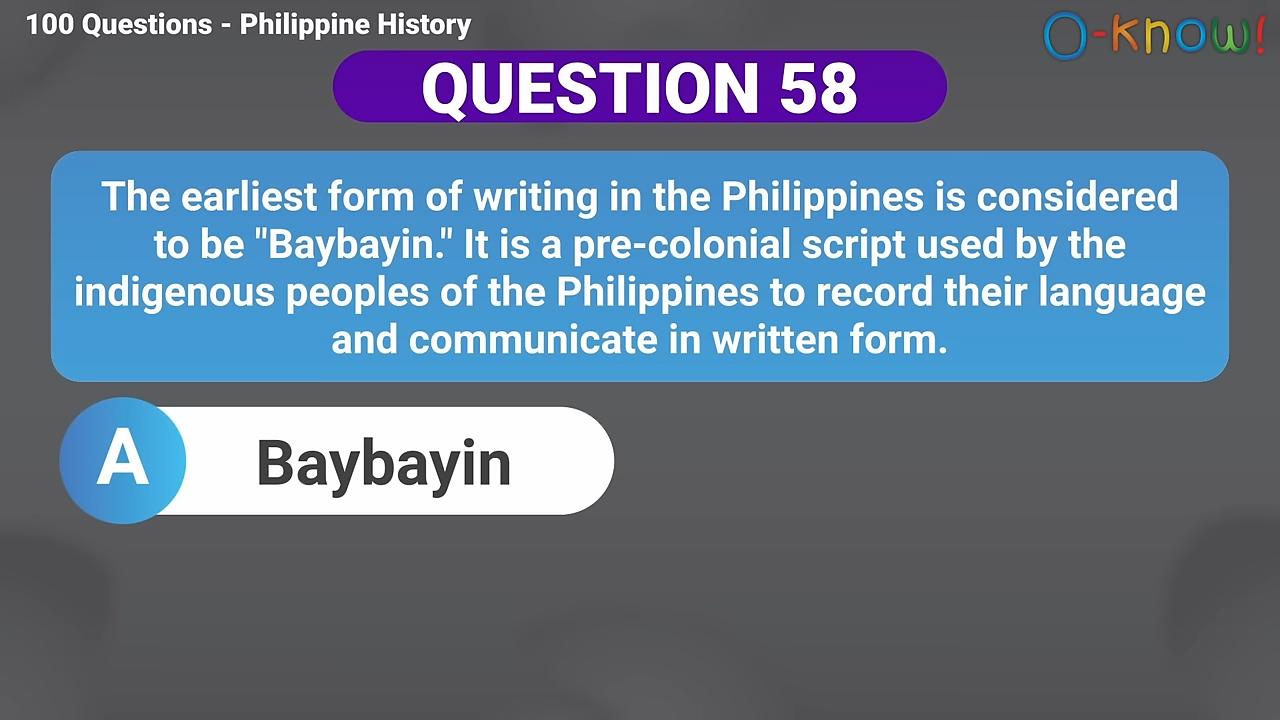 100 Questions - Philippine History
O-know!
QUESTION 58
The earliest form of writing in the Philippines is considered
to be "Baybayin." It is a pre-colonial script used by the
indigenous peoples of the Philippines to record their language
and communicate in written form.
A
Baybayin